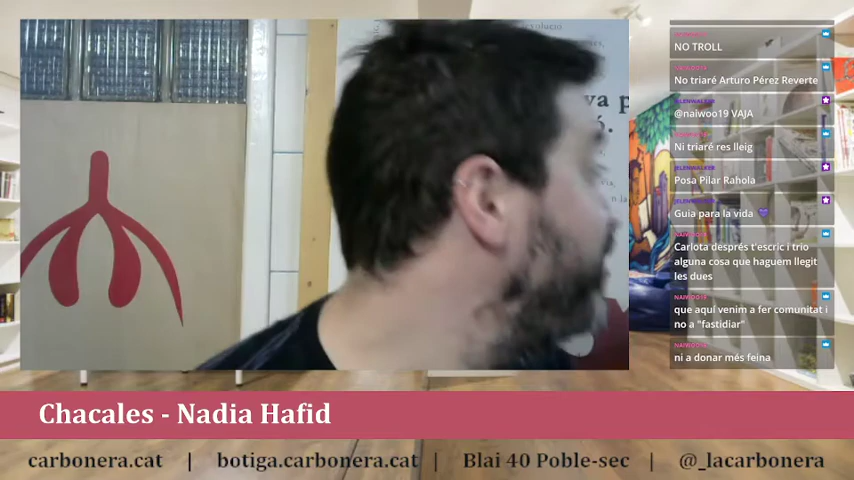 NO TROLL
No triaré Arturo Pérez Reverte
@naiwoo19 VAJA
Ni triaré res lleig
Posa Pilar Rahola
Guia para la vida 💜
Carlota després t'escric i trio
alguna cosa que haguem llegit
les dues
que aquí venim a fer comunitat i
no a "fastidiar"
ni a donar més feina
Chacales - Nadia Hafid
carbonera.cat | botiga.carbonera.cat | Blai 40 Poble-sec | @_lacarbonera